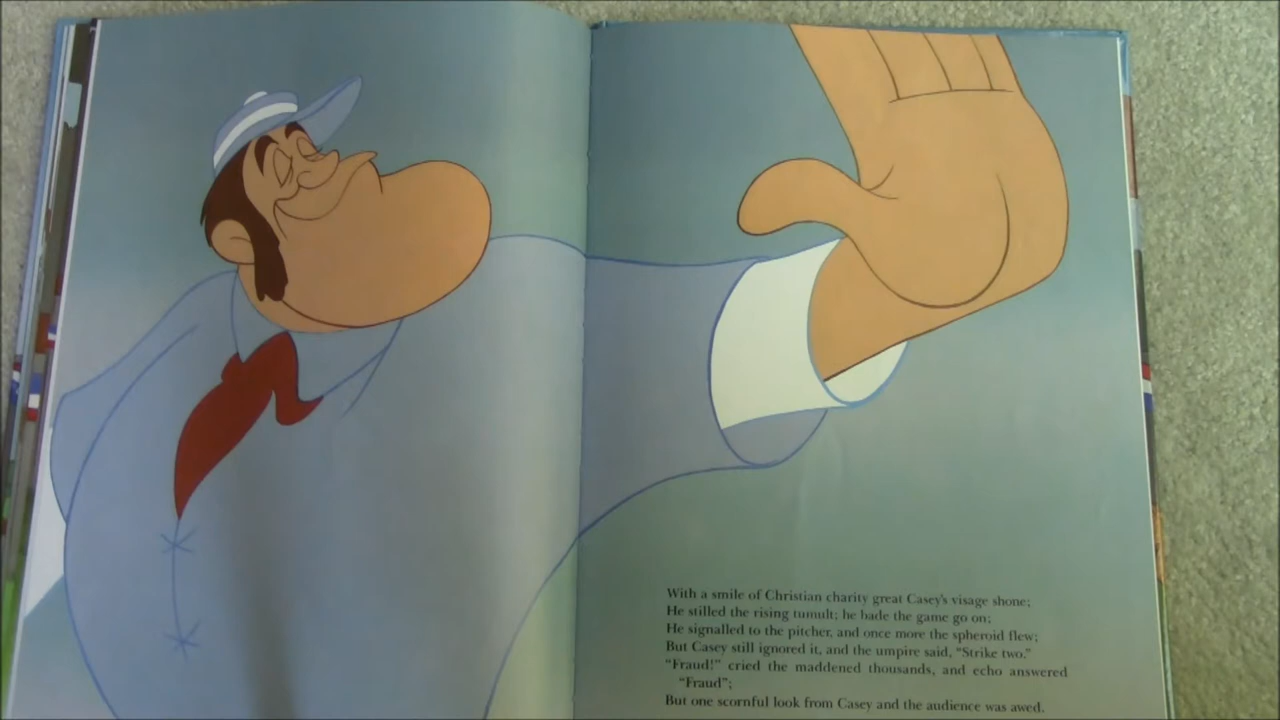 With a smile of Christian charity great Casey's visage shone;
He stilled the rising tumult; he bade the game go on;
He signalled to the pitcher, and once more the spheroid flew;
But Casey still ignored it, and the umpire said, “Strike two.”
“Fraud!” cried the maddened thousands, and echo answered
“Fraud”;
But one scornful look from Casey and the audience was awed.